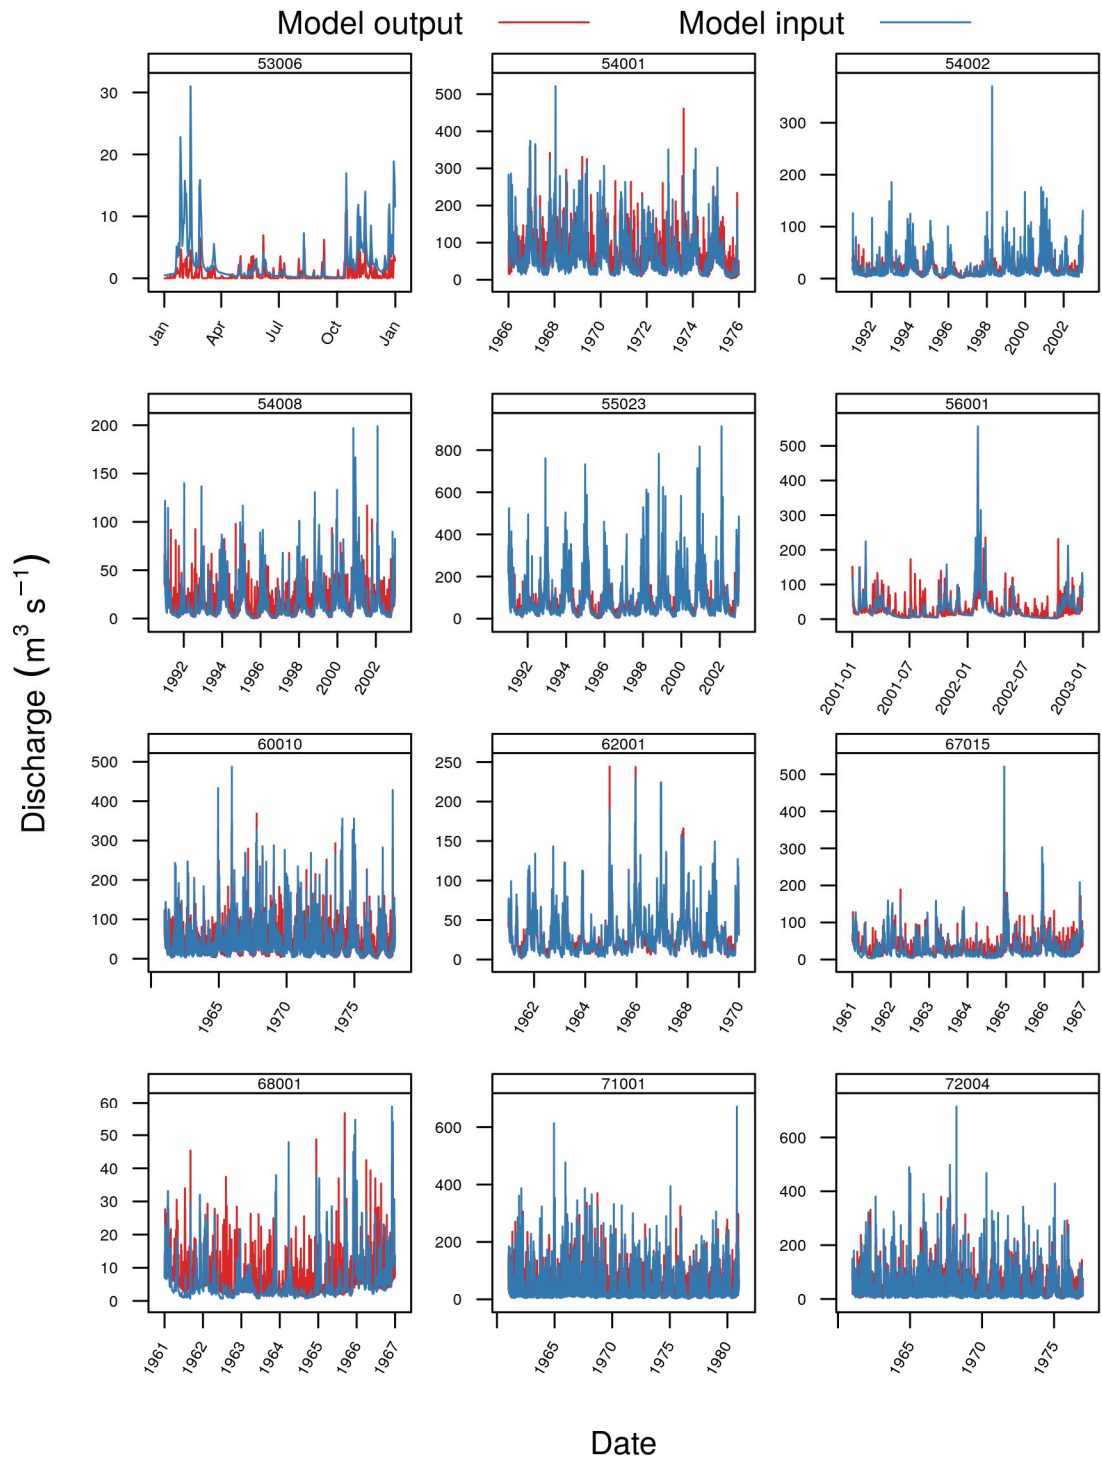 Model output Model input
53006 54001 54002
30 20 10 0
Jan Apr Jul Oct Jan
500 400 300 200 100 0
1966 1968 1970 1972 1974 1976
300 200 100 0
1992 1994 1996 1998 2000 2002
54008 55023 56001
200 150 100 50 0
1992 1994 1996 1998 2000 2002
800 600 400 200 0
1992 1994 1996 1998 2000 2002
500 400 300 200 100 0
2001-01 2001-07 2002-01 2002-07 2003-01
Discharge (m³ s⁻¹)
60010 62001 67015
500 400 300 200 100 0
1965 1970 1975
250 200 150 100 50 0
1962 1964 1966 1968 1970
500 400 300 200 100 0
1961 1962 1963 1964 1965 1966 1967
68001 71001 72004
60 50 40 30 20 10 0
1961 1962 1963 1964 1965 1966 1967
600 400 200 0
1965 1970 1975 1980
600 400 200 0
1965 1970 1975
Date